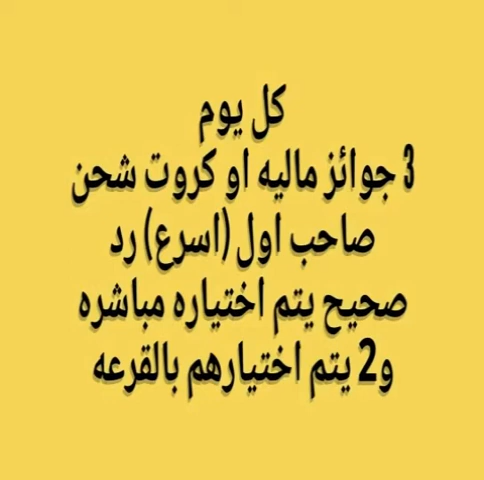 كل يوم
3 جوائز ماليه او كروت شحن
صاحب اول (اسرع) رد
صحيح يتم اختياره مباشره
و2 يتم اختيارهم بالقرعه